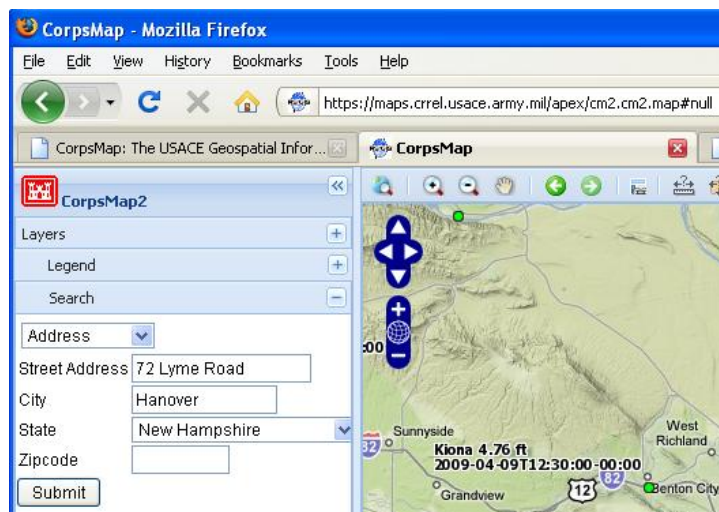 CorpsMap - Mozilla Firefox
File Edit View History Bookmarks Tools Help
https://maps.crrel.usace.army.mil/apex/cm2.cm2.map#null
CorpsMap: The USACE Geospatial Infor... CorpsMap
CorpsMap2
Layers
Legend
Search
Address
Street Address 72 Lyme Road
City Hanover
State New Hampshire
Zipcode
Submit
:00
Sunnyside
82
Kiona 4.76 ft
2009-04-09T12:30:00-00:00
West
Richland
82
12
Benton City
Grandview